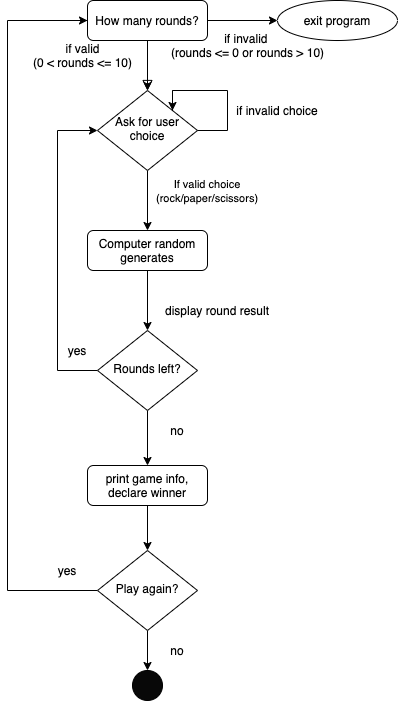 How many rounds?
exit program
if valid
(0 < rounds <= 10)
if invalid
(rounds <= 0 or rounds > 10)
Ask for user
choice
if invalid choice
If valid choice
(rock/paper/scissors)
Computer random
generates
display round result
yes
Rounds left?
no
print game info,
declare winner
yes
Play again?
no